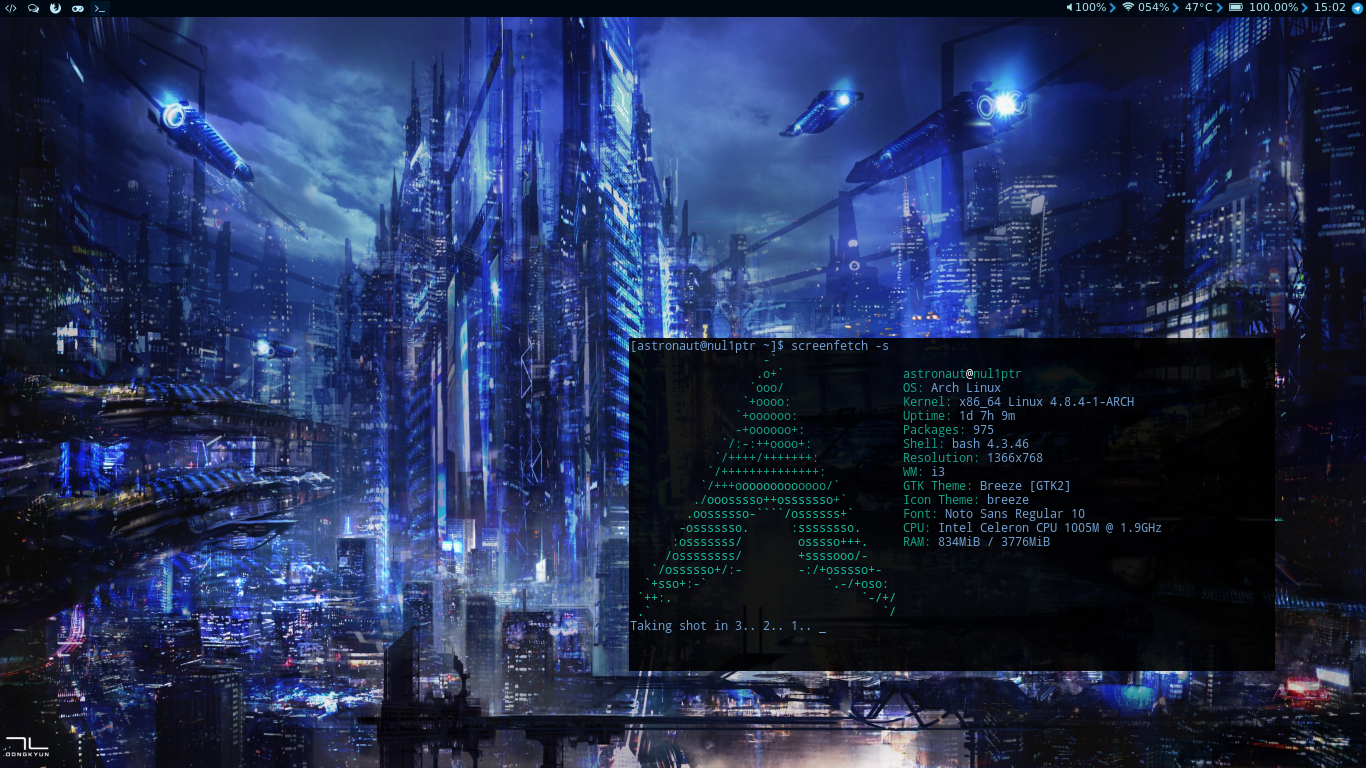 100% 054% 47°C 100.00% 15:02
[astronaut@nul1ptr ~]$ screenfetch -s
-`
.o+` astronaut@nul1ptr
`ooo/ OS: Arch Linux
`+oooo: Kernel: x86_64 Linux 4.8.4-1-ARCH
`+oooooo: Uptime: 1d 7h 9m
-+oooooo+: Packages: 975
`/:-:++oooo+: Shell: bash 4.3.46
`/++++/+++++++: Resolution: 1366x768
`/++++++++++++++: WM: i3
`/+++ooooooooooooo/` GTK Theme: Breeze [GTK2]
./ooosssso++osssssso+` Icon Theme: breeze
.oossssso-````/ossssss+` Font: Noto Sans Regular 10
-osssssso. :ssssssso. CPU: Intel Celeron CPU 1005M @ 1.9GHz
:osssssss/ osssso+++. RAM: 834MiB / 3776MiB
/ossssssss/ +ssssooo/-
`/ossssso+/:- -:/+osssso+-
`+sso+:-` `.-/+oso:
`++:. `-/+/
.` `/
Taking shot in 3.. 2.. 1.. _
DONGKYUN